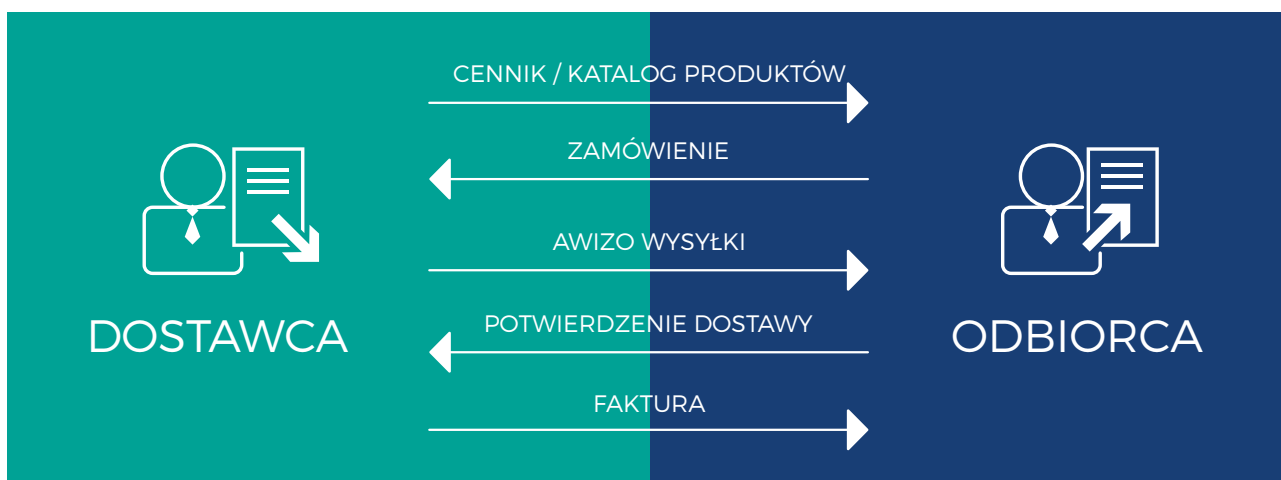 CENNIK / KATALOG PRODUKTÓW
ZAMÓWIENIE
AWIZO WYSYŁKI
POTWIERDZENIE DOSTAWY
FAKTURA
DOSTAWCA
ODBIORCA